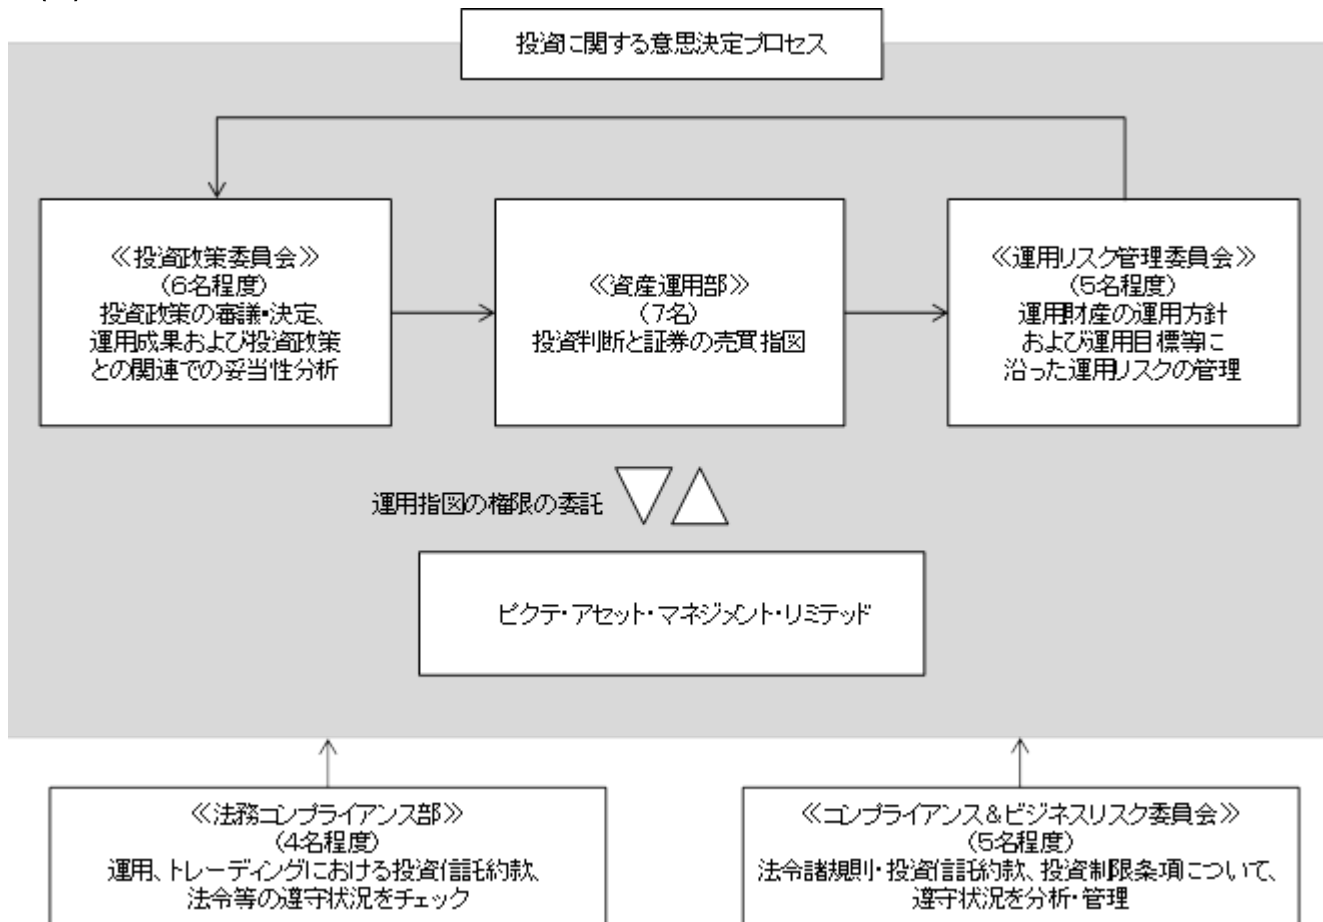 投資に関する意思決定プロセス
≪投資政策委員会≫
(6名程度)
投資政策の審議・決定、
運用成果および投資政策
との関連での妥当性分析
≪資産運用部≫
(7名)
投資判断と証券の売買指図
≪運用リスク管理委員会≫
(5名程度)
運用財産の運用方針
および運用目標等に
沿った運用リスクの管理
運用指図の権限の委託
ピクテ・アセット・マネジメント・リミテッド
≪法務コンプライアンス部≫
(4名程度)
運用、トレーディングにおける投資信託約款、
法令等の遵守状況をチェック
≪コンプライアンス&ビジネスリスク委員会≫
(5名程度)
法令諸規則・投資信託約款、投資制限条項について、
遵守状況を分析・管理